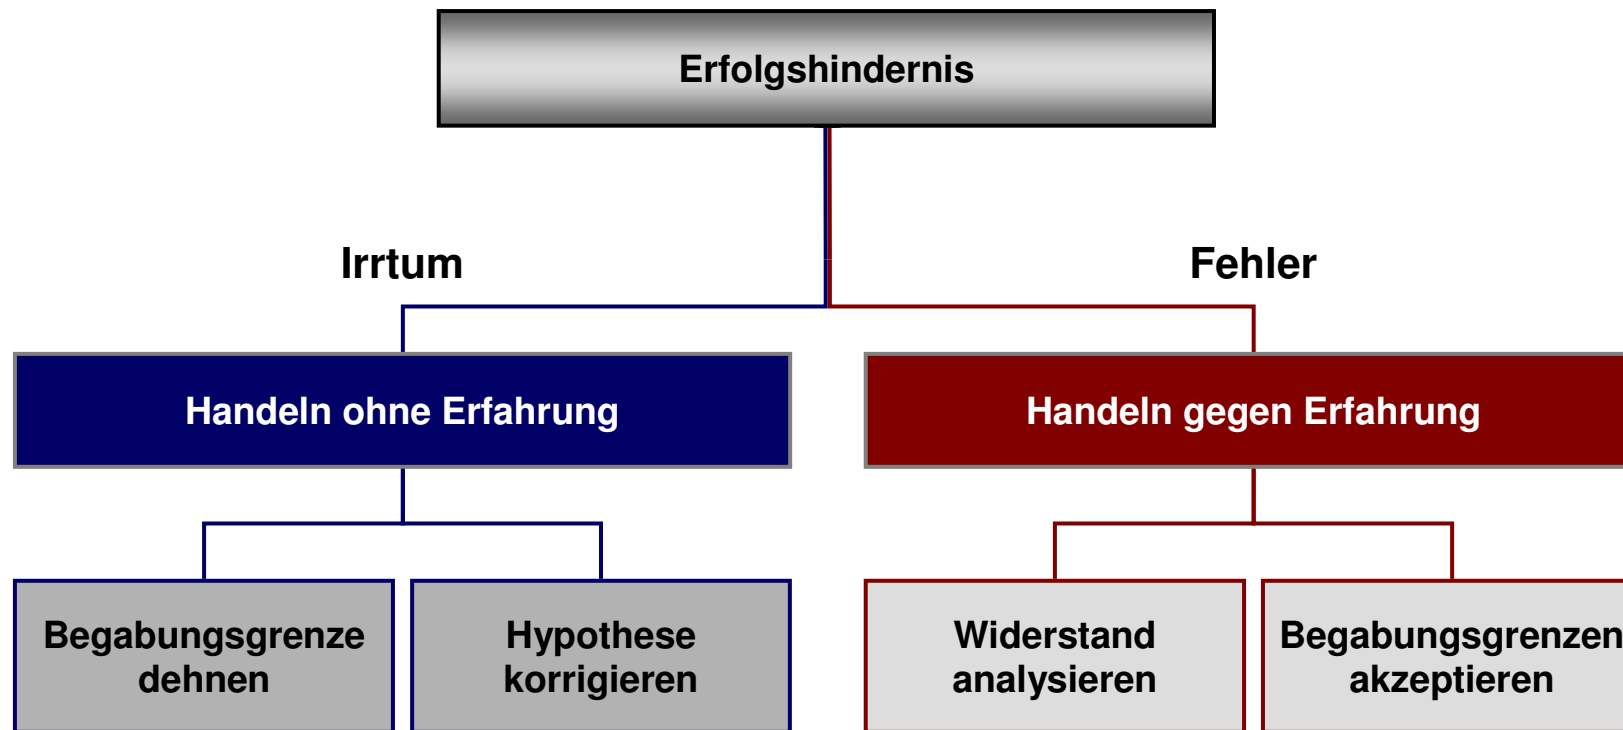 Erfolgshindernis
Irrtum
Fehler
Handeln ohne Erfahrung
Handeln gegen Erfahrung
Begabungsgrenze
dehnen
Hypothese
korrigieren
Widerstand
analysieren
Begabungsgrenzen
akzeptieren